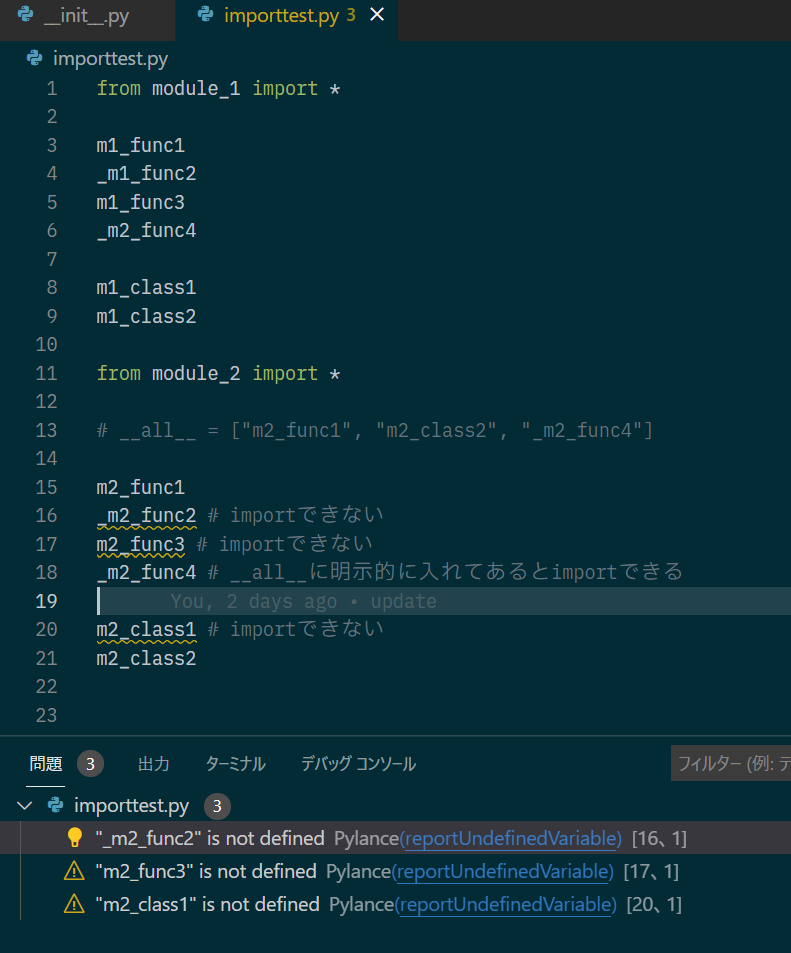 __init__.py importtest.py 3 ✕
importtest.py
1 from module_1 import *
2
3 m1_func1
4 _m1_func2
5 m1_func3
6 _m2_func4
7
8 m1_class1
9 m1_class2
10
11 from module_2 import *
12
13 # __all__ = ["m2_func1", "m2_class2", "_m2_func4"]
14
15 m2_func1
16 _m2_func2 # importできない
17 m2_func3 # importできない
18 _m2_func4 # __all__に明示的に入れてあるとimportできる
19 You, 2 days ago • update
20 m2_class1 # importできない
21 m2_class2
22
23
問題 3 出力 ターミナル デバッグ コンソール フィルター (例: テ
importtest.py 3
"_m2_func2" is not defined Pylance(reportUndefinedVariable) [16、1]
"m2_func3" is not defined Pylance(reportUndefinedVariable) [17、1]
"m2_class1" is not defined Pylance(reportUndefinedVariable) [20、1]